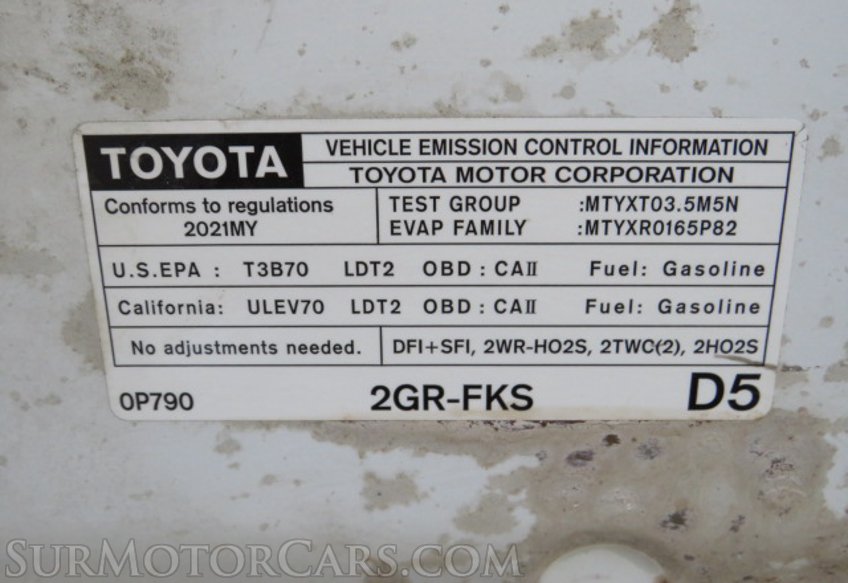 TOYOTA
VEHICLE EMISSION CONTROL INFORMATION
TOYOTA MOTOR CORPORATION
Conforms to regulations
2021MY
TEST GROUP :MTYXT03.5M5N
EVAP FAMILY :MTYXR0165P82
U.S.EPA : T3B70 LDT2 OBD : CAII Fuel: Gasoline
California: ULEV70 LDT2 OBD : CAII Fuel: Gasoline
No adjustments needed.
DFI+SFI, 2WR-HO2S, 2TWC(2), 2HO2S
0P790 2GR-FKS D5
SurMotorCars.com